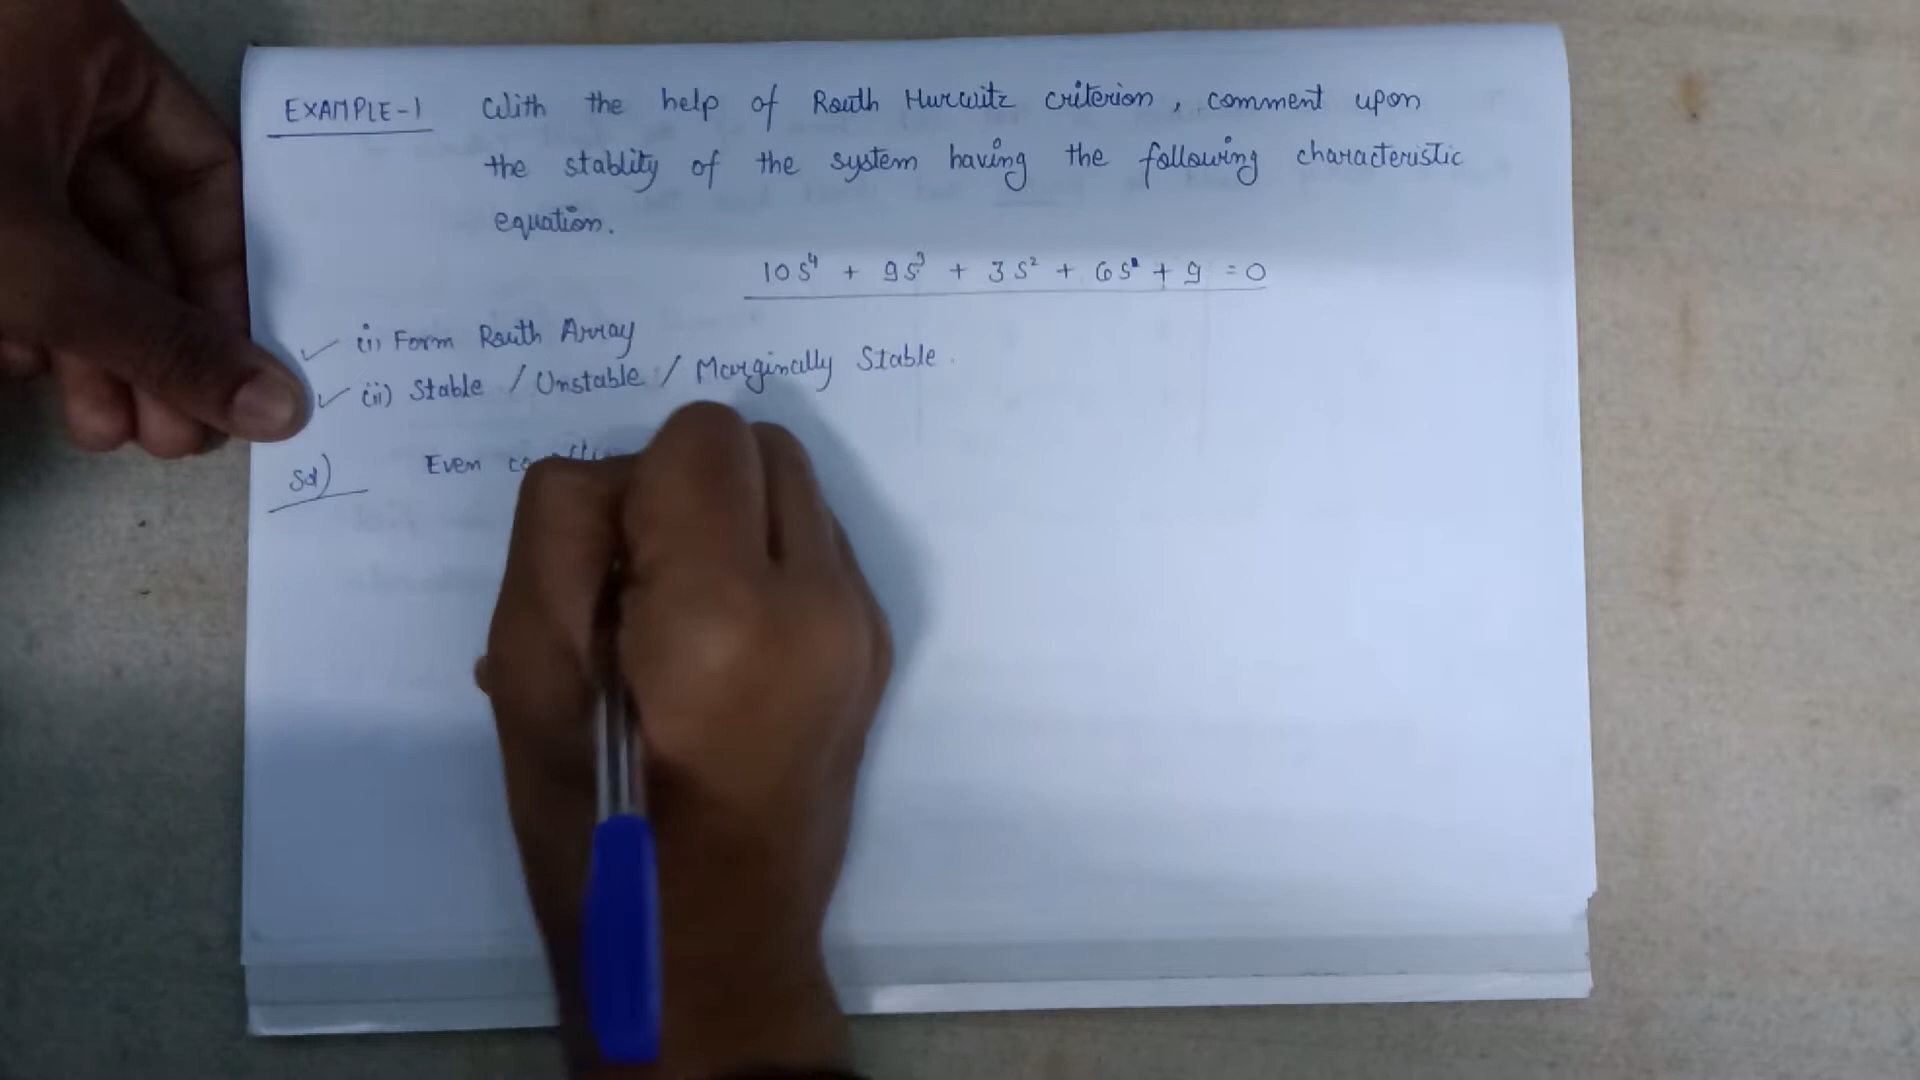 EXAMPLE-1 With the help of Routh Hurwitz criterion, comment upon
the stablity of the system having the following characteristic
equation.
10s⁴ + 9s³ + 3s² + 6s + 9 = 0
(i) Form Routh Array
(ii) Stable / Unstable / Marginally Stable.
Sol) Even